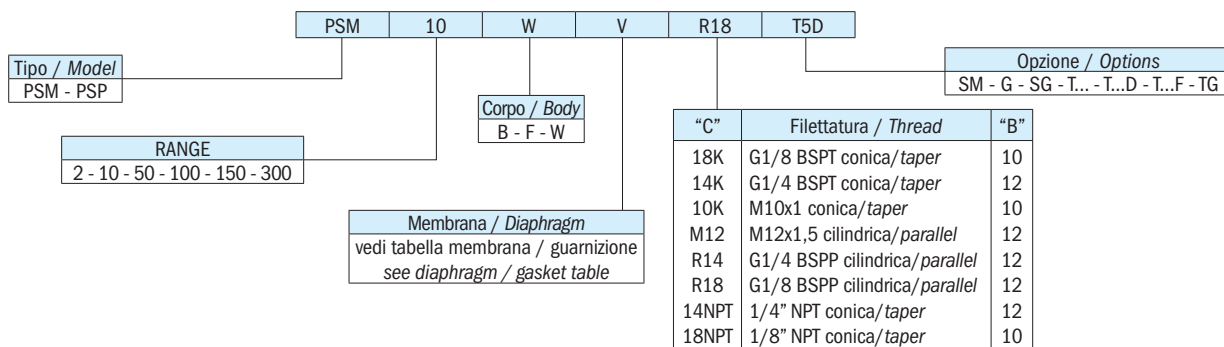 PSM 10 W V R18 T5D
Tipo / Model
PSM - PSP
RANGE
2 - 10 - 50 - 100 - 150 - 300
Corpo / Body
B - F - W
Membrana / Diaphragm
vedi tabella membrana / guarnizione
see diaphragm / gasket table
Opzione / Options
SM - G - SG - T... - T...D - T...F - TG
“C” Filettatura / Thread “B”
18K G1/8 BSPT conica/taper 10
14K G1/4 BSPT conica/taper 12
10K M10x1 conica/taper 10
M12 M12x1,5 cilindrica/parallel 12
R14 G1/4 BSPP cilindrica/parallel 12
R18 G1/8 BSPP cilindrica/parallel 12
14NPT 1/4” NPT conica/taper 12
18NPT 1/8” NPT conica/taper 10